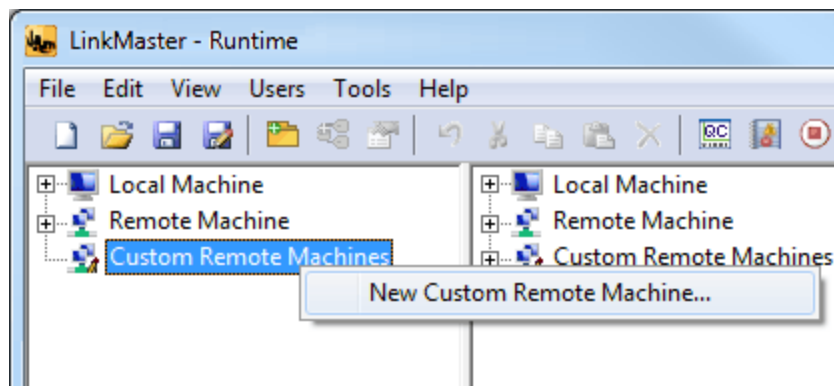 LinkMaster - Runtime
File Edit View Users Tools Help
QC
Local Machine
Remote Machine
Custom Remote Machines
Local Machine
Remote Machine
Custom Remote Machines
New Custom Remote Machine...